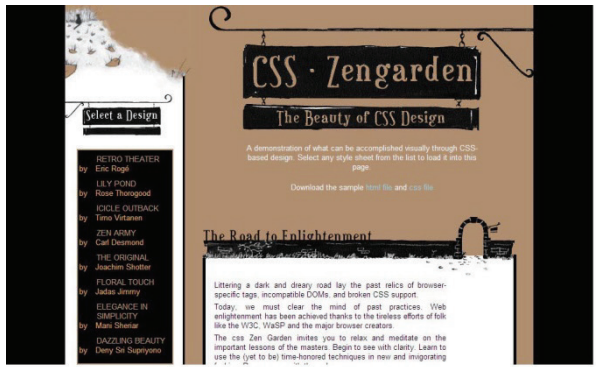 CSS · Zengarden
The Beauty of CSS Design
A demonstration of what can be accomplished visually through CSS-
based design. Select any style sheet from the list to load it into this
page.
Download the sample html file and css file
Select a Design
RETRO THEATER
by Eric Rogé
LILY POND
by Rose Thorogood
ICICLE OUTBACK
by Timo Virtanen
ZEN ARMY
by Carl Desmond
THE ORIGINAL
by Joachim Shotter
FLORAL TOUCH
by Jadas Jimmy
ELEGANCE IN
SIMPLICITY
by Mani Sheriar
DAZZLING BEAUTY
by Deny Sri Supriyono
The Road to Enlightenment
Littering a dark and dreary road lay the past relics of browser-
specific tags, incompatible DOMs, and broken CSS support.
Today, we must clear the mind of past practices. Web
enlightenment has been achieved thanks to the tireless efforts of folk
like the W3C, WaSP and the major browser creators.
The css Zen Garden invites you to relax and meditate on the
important lessons of the masters. Begin to see with clarity. Learn to
use the (yet to be) time-honored techniques in new and invigorating